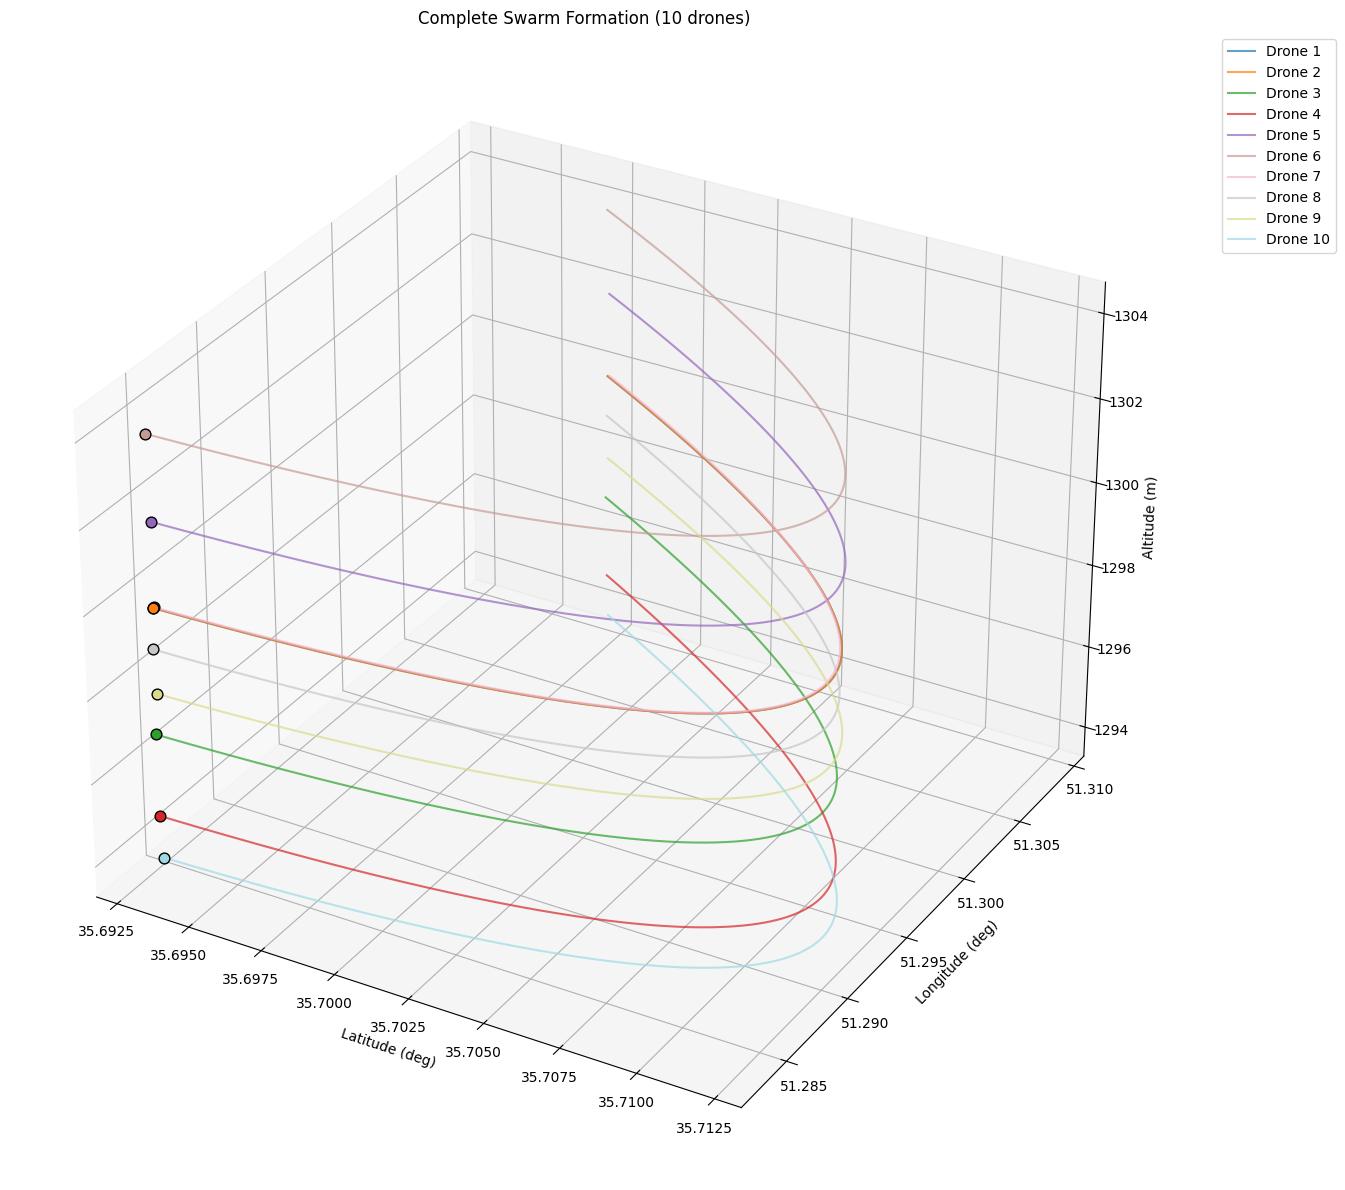 Complete Swarm Formation (10 drones)
Drone 1
Drone 2
Drone 3
Drone 4
Drone 5
Drone 6
Drone 7
Drone 8
Drone 9
Drone 10
1304
1302
1300
1298
1296
1294
Altitude (m)
51.310
51.305
51.300
51.295
51.290
51.285
Longitude (deg)
35.6925
35.6950
35.6975
35.7000
35.7025
35.7050
35.7075
35.7100
35.7125
Latitude (deg)